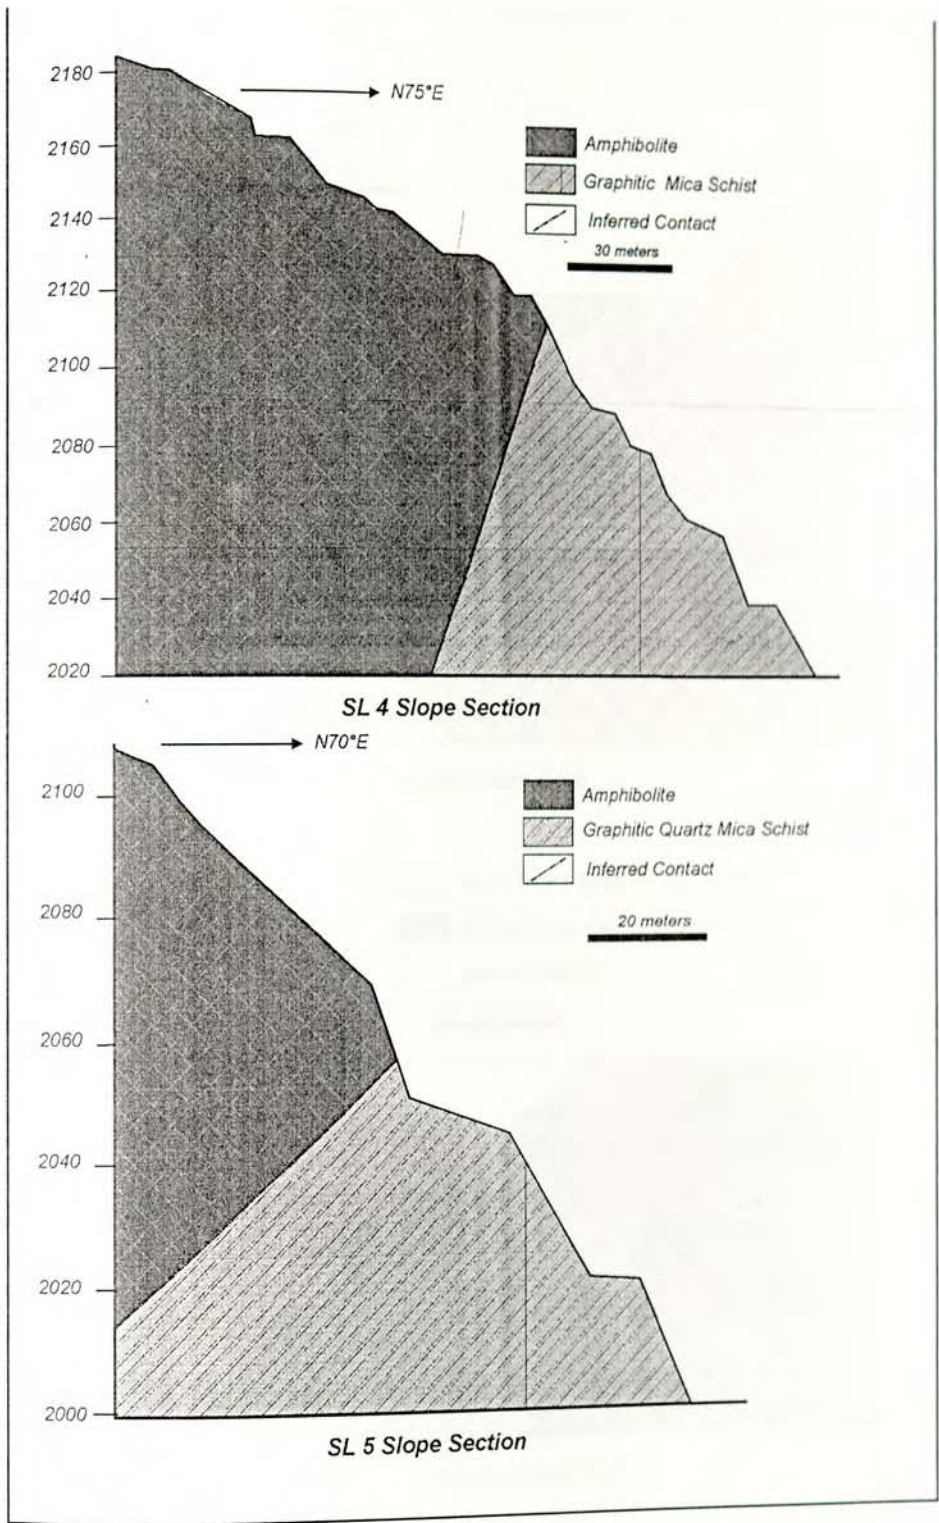 2180
N75°E
2160
Amphibolite
Graphitic Mica Schist
2140
Inferred Contact
2120
30 meters
2100
2080
2060
2040
2020
SL 4 Slope Section
N70°E
2100
Amphibolite
Graphitic Quartz Mica Schist
Inferred Contact
2080
20 meters
2060
2040
2020
2000
SL 5 Slope Section